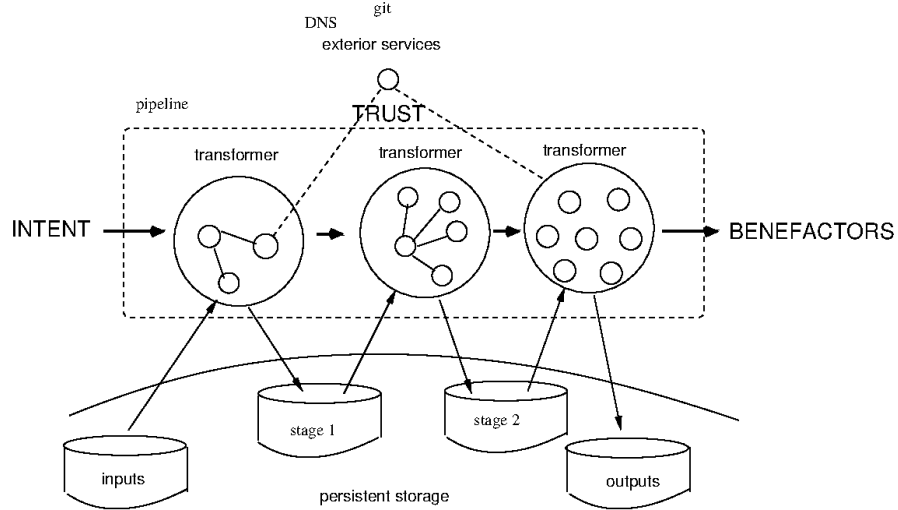 git
DNS
exterior services
TRUST
pipeline
transformer
transformer
transformer
INTENT
BENEFACTORS
stage 1
stage 2
inputs
outputs
persistent storage